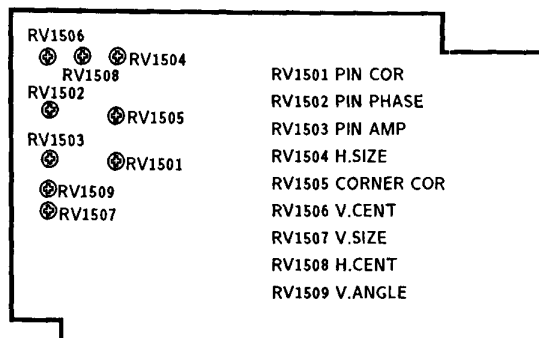 RV1506
RV1504
RV1508
RV1502
RV1505
RV1503
RV1501
RV1509
RV1507
RV1501 PIN COR
RV1502 PIN PHASE
RV1503 PIN AMP
RV1504 H.SIZE
RV1505 CORNER COR
RV1506 V.CENT
RV1507 V.SIZE
RV1508 H.CENT
RV1509 V.ANGLE